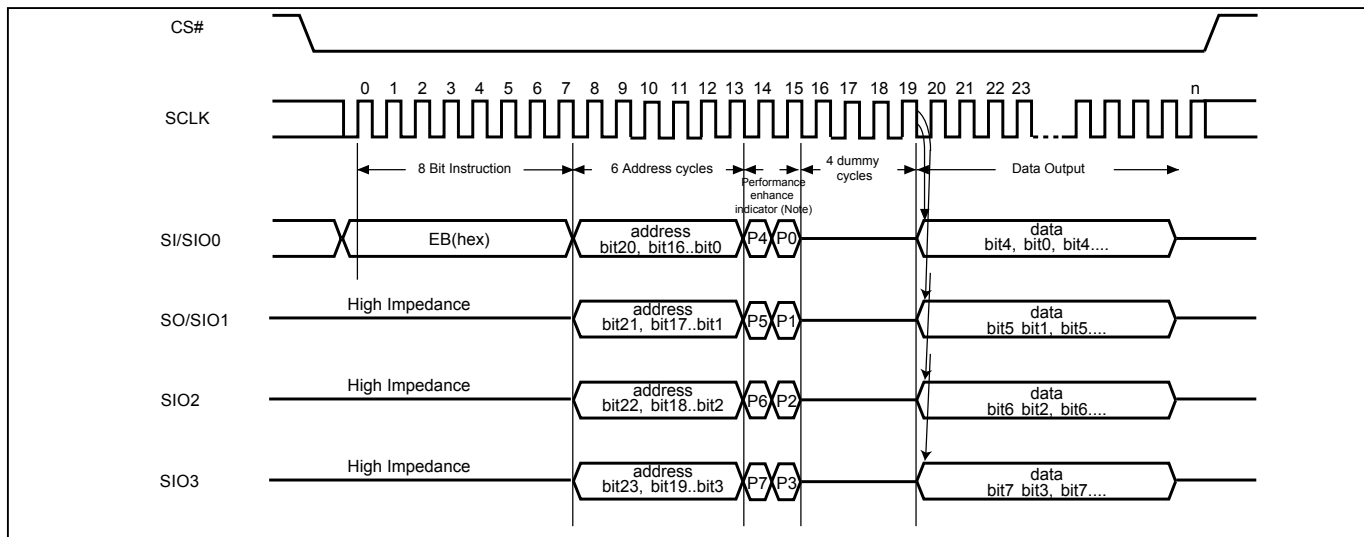 CS#
0 1 2 3 4 5 6 7 8 9 10 11 12 13 14 15 16 17 18 19 20 21 22 23 n
SCLK
8 Bit Instruction
6 Address cycles
Performance
enhance
indicator (Note)
4 dummy
cycles
Data Output
SI/SIO0
EB(hex)
address
bit20, bit16..bit0
P4 P0
data
bit4, bit0, bit4....
SO/SIO1
High Impedance
address
bit21, bit17..bit1
P5 P1
data
bit5 bit1, bit5....
SIO2
High Impedance
address
bit22, bit18..bit2
P6 P2
data
bit6 bit2, bit6....
SIO3
High Impedance
address
bit23, bit19..bit3
P7 P3
data
bit7 bit3, bit7....